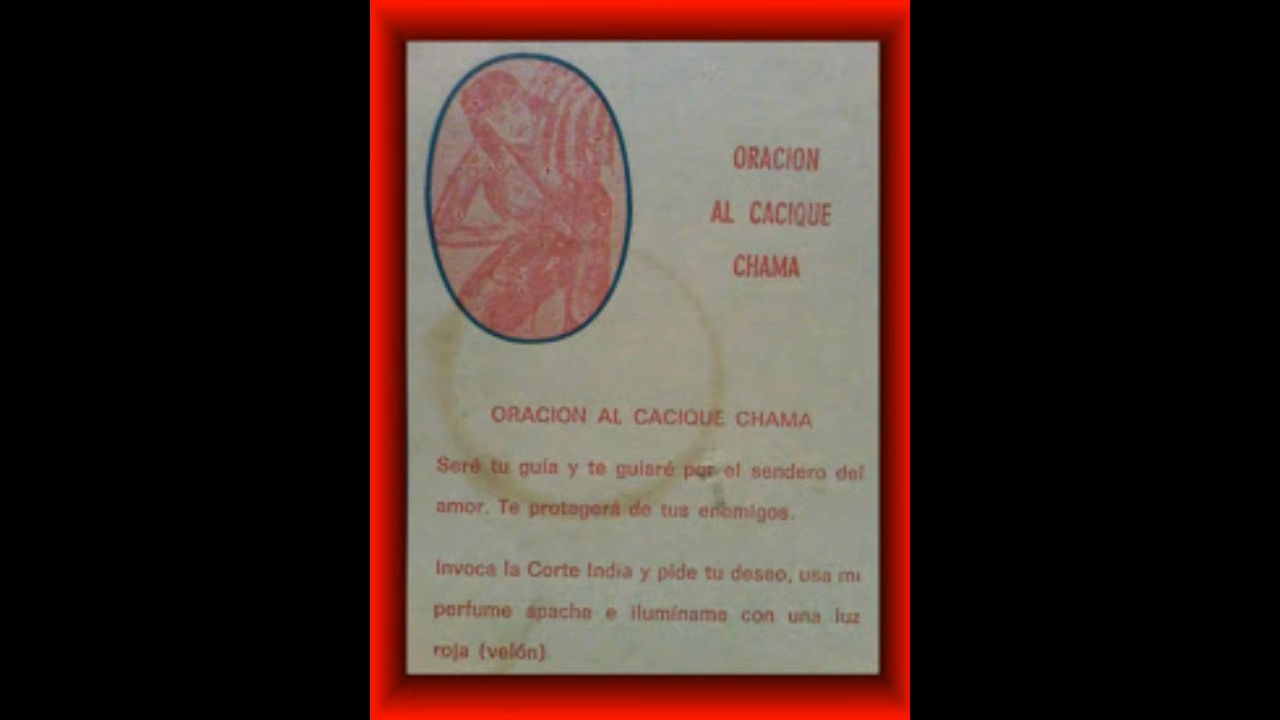 ORACION
AL CACIQUE
CHAMA
ORACION AL CACIQUE CHAMA
Seré tu guía y te guiaré por el sendero del
amor. Te protegerá de tus enemigos.
Invoca la Corte India y pide tu deseo, usa mi
perfume apache e ilumíname con una luz
roja (velón)